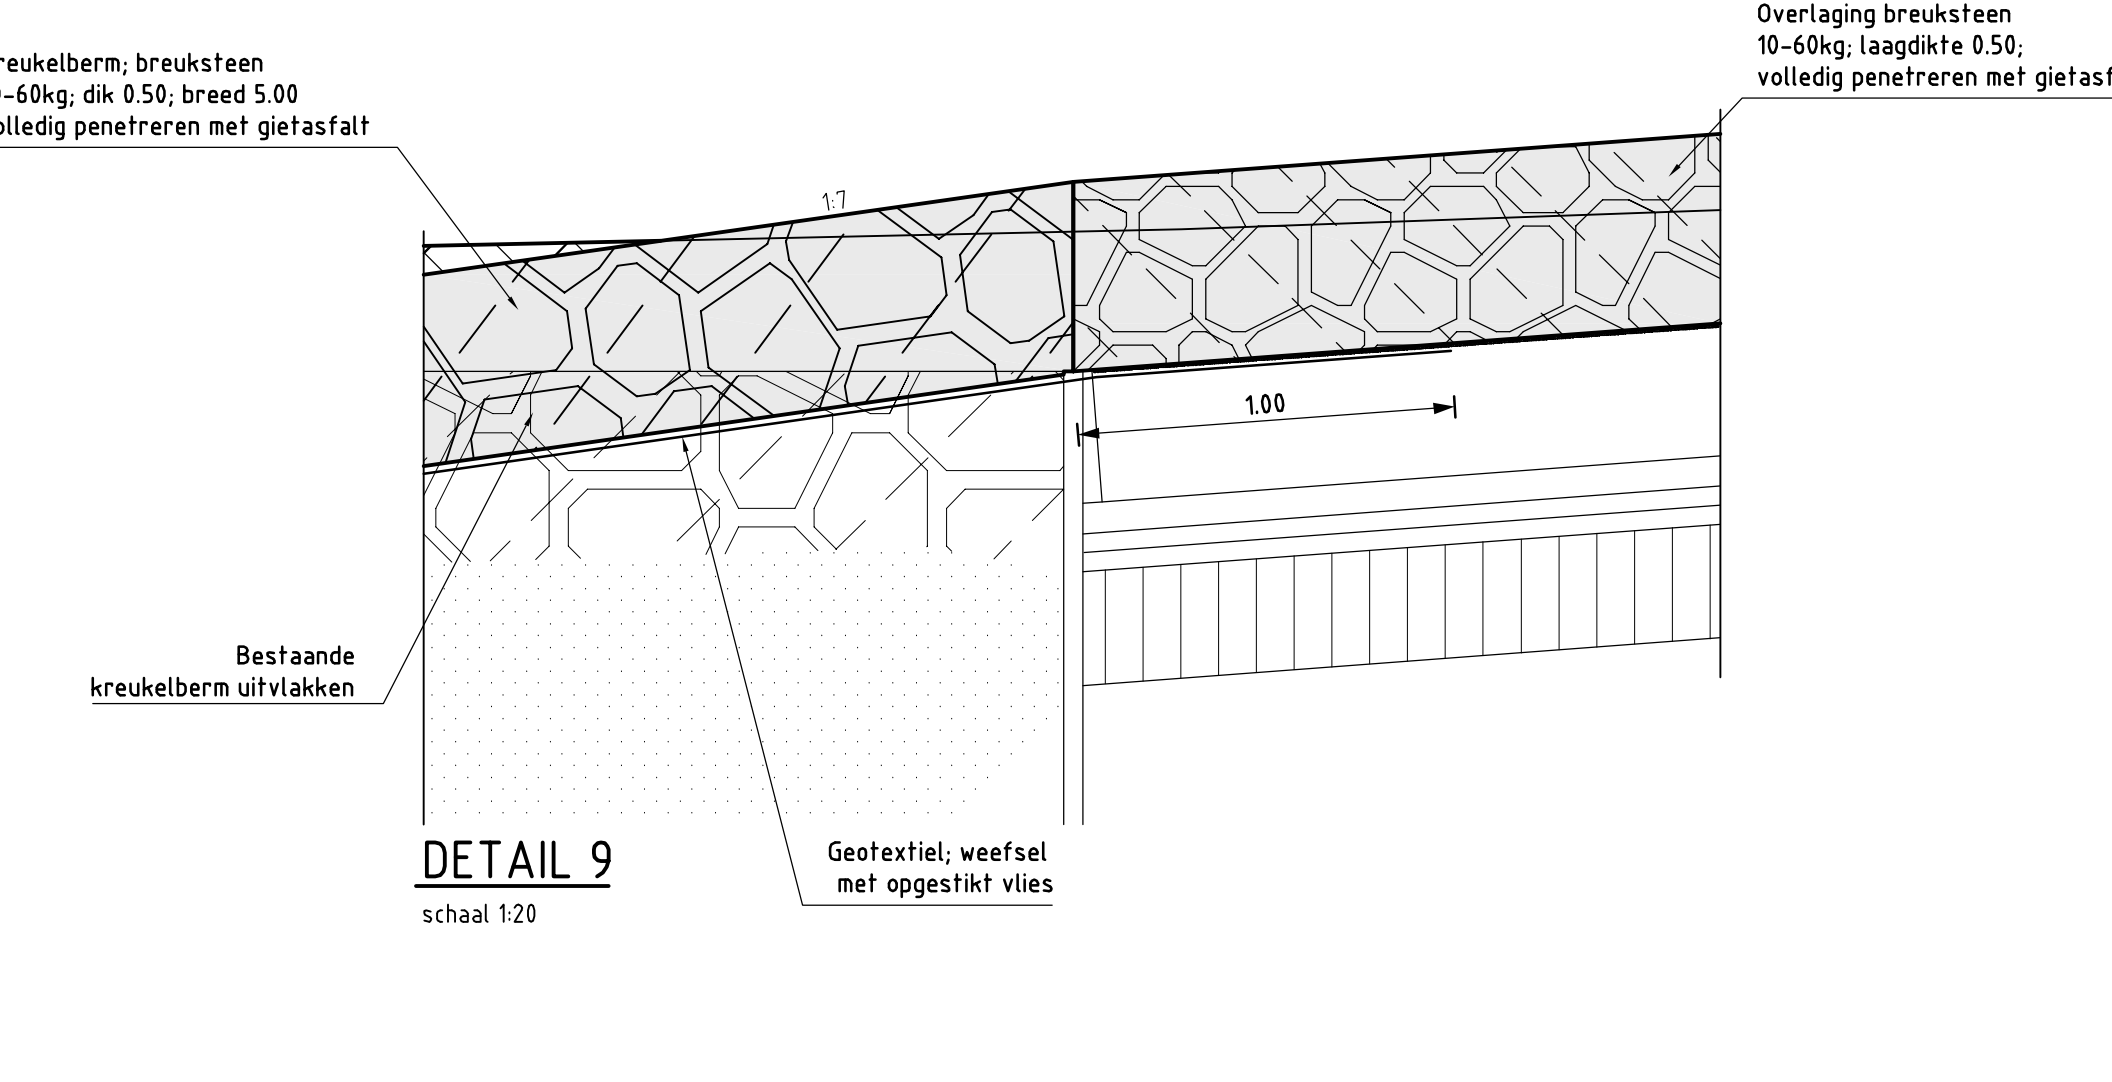 Overlaging breuksteen
10-60kg; laagdikte 0.50;
volledig penetreren met gietasf
reukelberm; breuksteen
-60kg; dik 0.50; breed 5.00
olledig penetreren met gietasfalt
1:7
1.00
Bestaande
kreukelberm uitvlakken
Geotextiel; weefsel
met opgestikt vlies
DETAIL 9
schaal 1:20